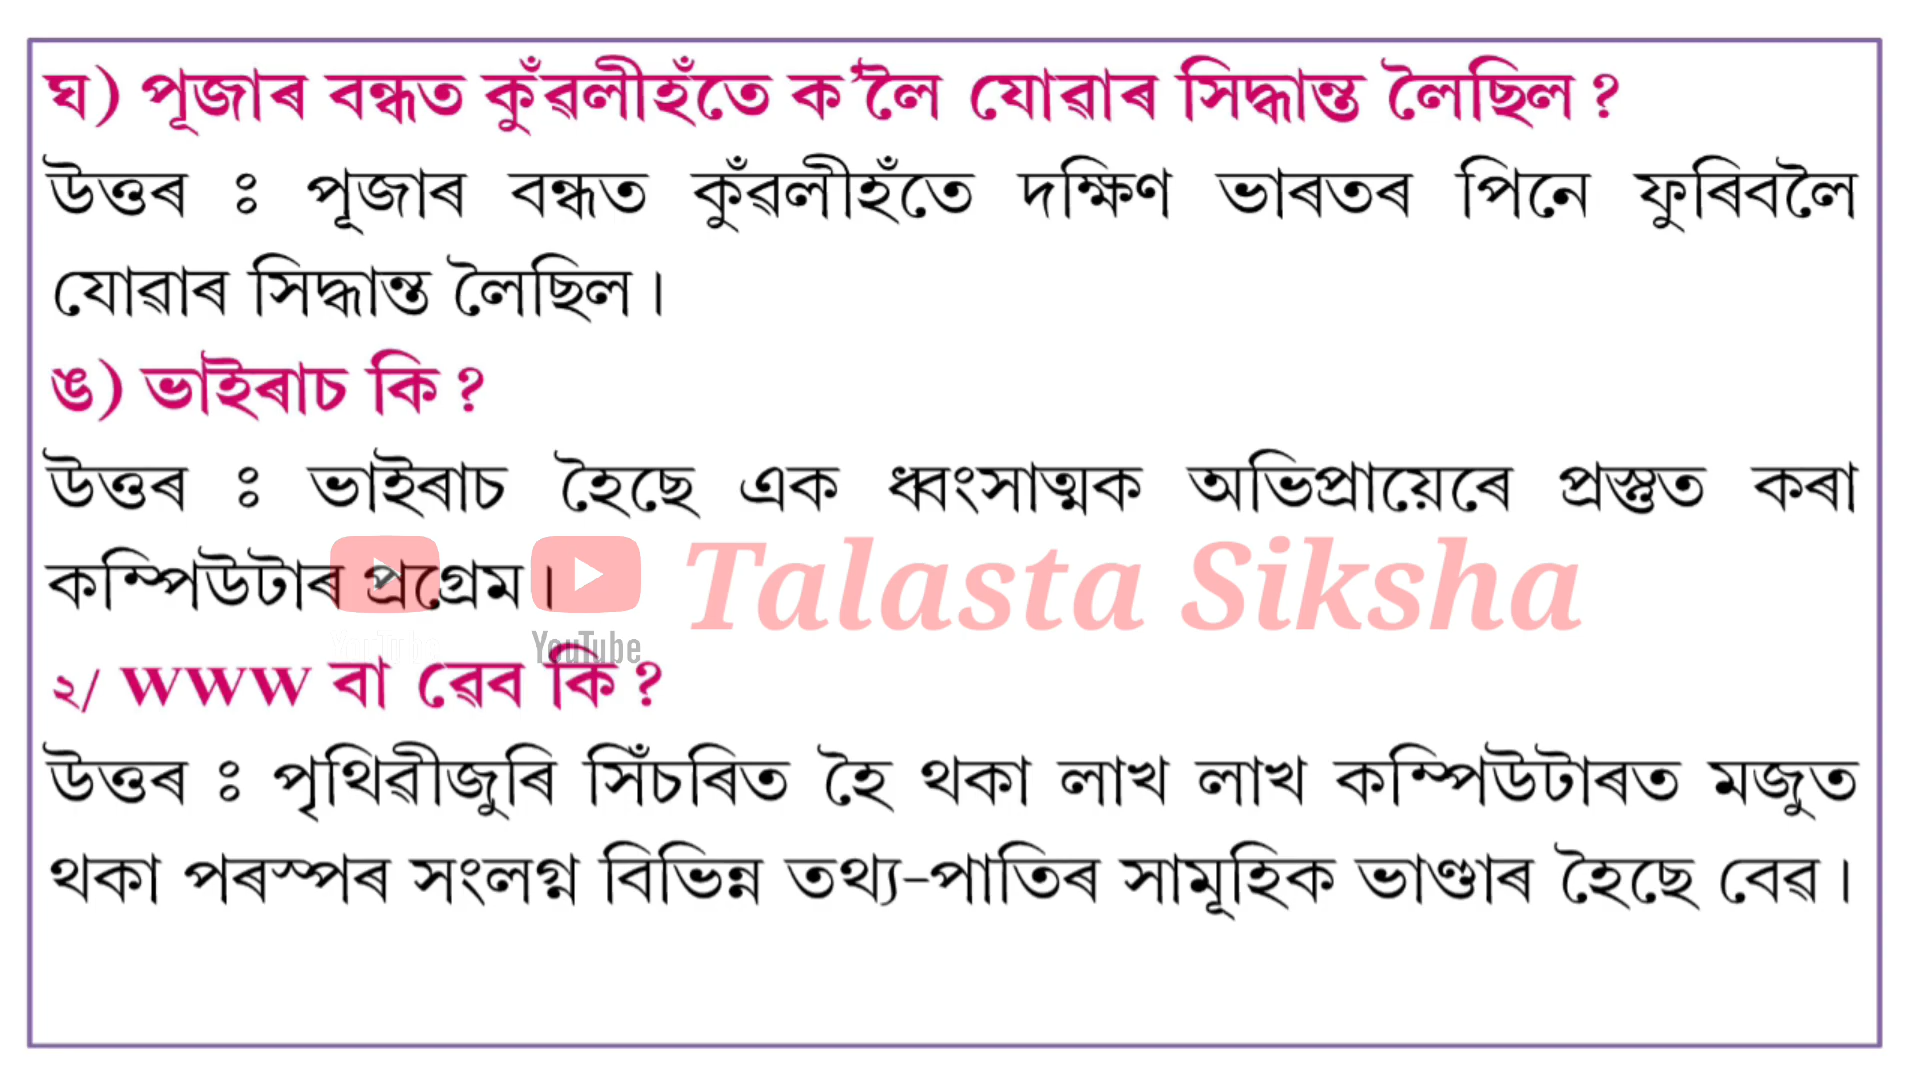 ঘ) পূজাৰ বন্ধত কুঁৱলীহঁতে ক'লৈ যোৱাৰ সিদ্ধান্ত লৈছিল ?
উত্তৰ ঃ পূজাৰ বন্ধত কুঁৱলীহঁতে দক্ষিণ ভাৰতৰ পিনে ফুৰিবলৈ
যোৱাৰ সিদ্ধান্ত লৈছিল।
ঙ) ভাইৰাচ কি ?
উত্তৰ ঃ ভাইৰাচ হৈছে এক ধ্বংসাত্মক অভিপ্ৰায়েৰে প্ৰস্তুত কৰা
কম্পিউটাৰ প্ৰগ্ৰেম।
Talasta Siksha
YouTube YouTube
২/ WWW বা ৱেব কি ?
উত্তৰ ঃ পৃথিৱীজুৰি সিঁচৰিত হৈ থকা লাখ লাখ কম্পিউটাৰত মজুত
থকা পৰস্পৰ সংলগ্ন বিভিন্ন তথ্য-পাতিৰ সামূহিক ভাণ্ডাৰ হৈছে বেৱ।